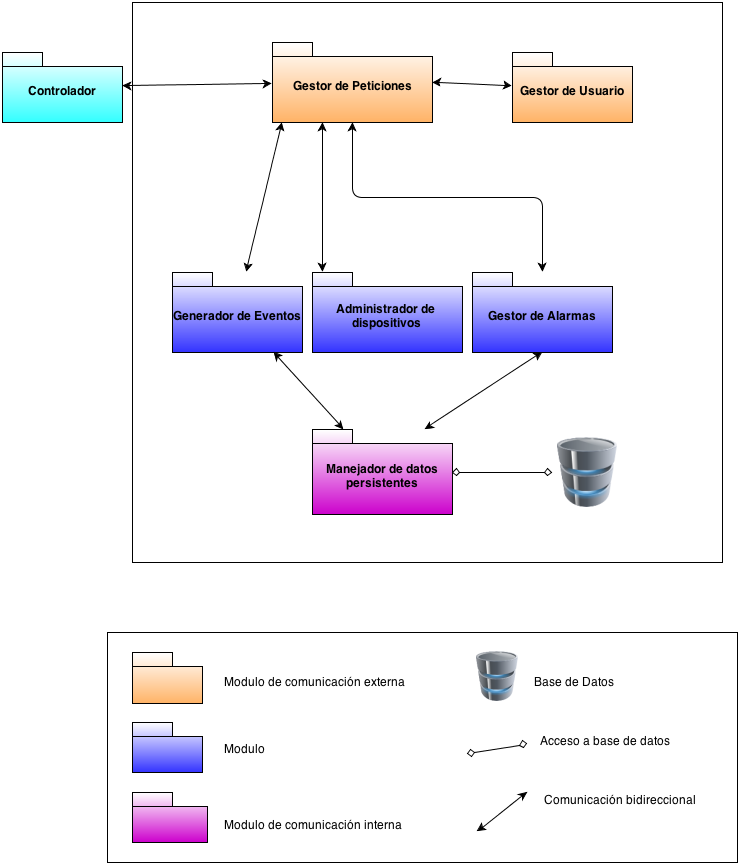 Controlador
Gestor de Peticiones
Gestor de Usuario
Generador de Eventos
Administrador de
dispositivos
Gestor de Alarmas
Manejador de datos
persistentes
Modulo de comunicación externa
Base de Datos
Modulo
Acceso a base de datos
Modulo de comunicación interna
Comunicación bidireccional